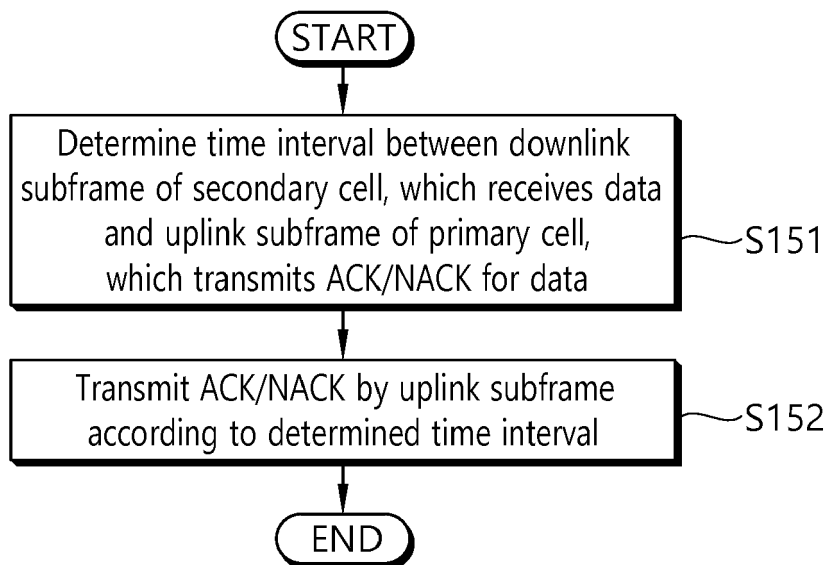 START
Determine time interval between downlink
subframe of secondary cell, which receives data
and uplink subframe of primary cell,
which transmits ACK/NACK for data
S151
Transmit ACK/NACK by uplink subframe
according to determined time interval
S152
END